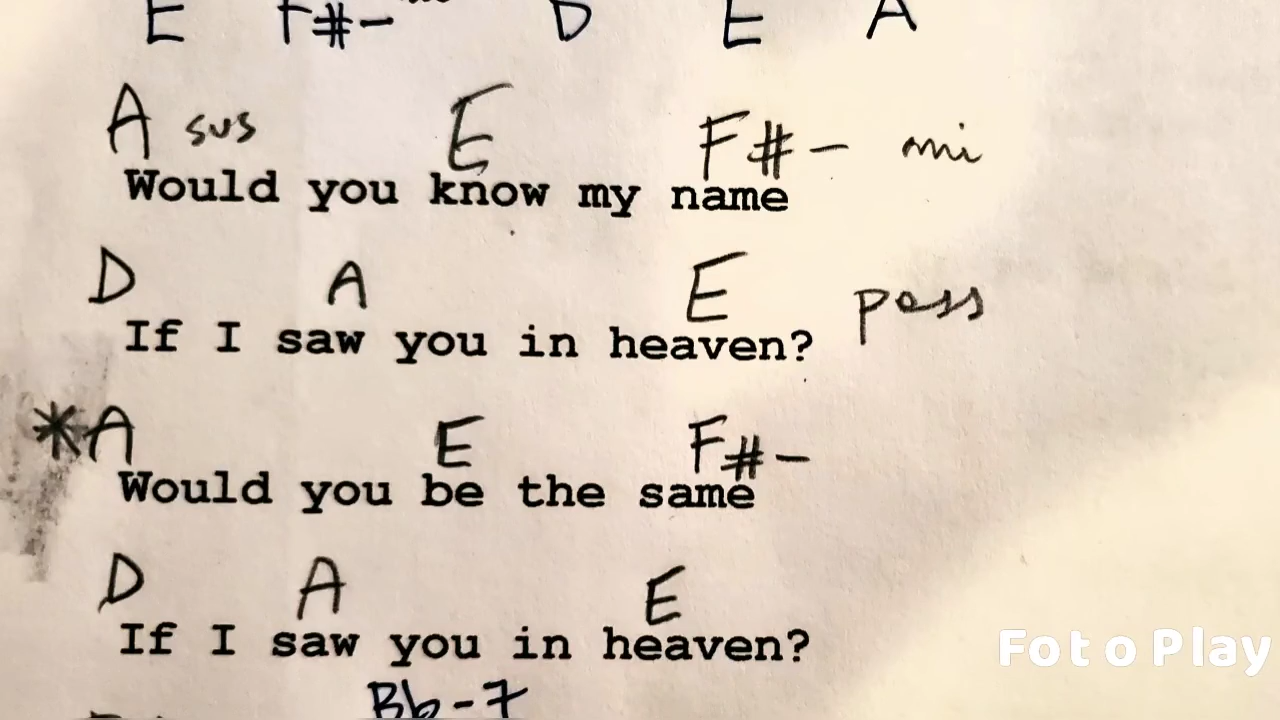 E F#- D E A
A sus E F#- mi
Would you know my name
D A E pass
If I saw you in heaven?
*A E F#-
Would you be the same
D A E
If I saw you in heaven?
Bb-7
Foto Play